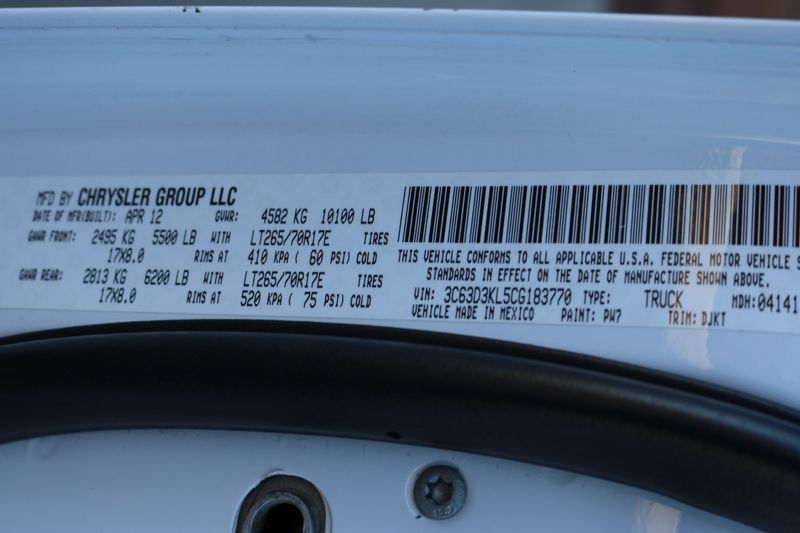 MFD BY CHRYSLER GROUP LLC
DATE OF MFR(BUILT): APR 12 GVWR: 4582 KG 10100 LB
GAWR FRONT: 2495 KG 5500 LB WITH LT265/70R17E TIRES
17X8.0 RIMS AT 410 KPA ( 60 PSI) COLD
GAWR REAR: 2813 KG 6200 LB WITH LT265/70R17E TIRES
17X8.0 RIMS AT 520 KPA ( 75 PSI) COLD
THIS VEHICLE CONFORMS TO ALL APPLICABLE U.S.A. FEDERAL MOTOR VEHICLE S
STANDARDS IN EFFECT ON THE DATE OF MANUFACTURE SHOWN ABOVE.
VIN: 3C63D3KL5CG183770 TYPE: TRUCK MDH:04141
VEHICLE MADE IN MEXICO PAINT: PW7 TRIM: DJKT